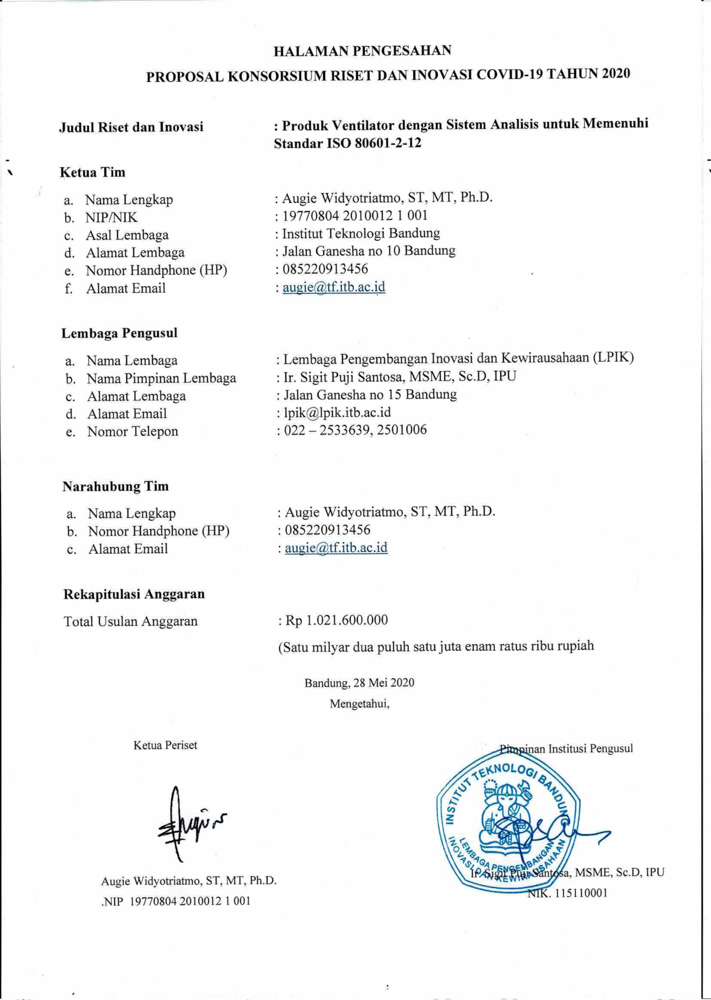 HALAMAN PENGESAHAN
PROPOSAL KONSORSIUM RISET DAN INOVASI COVID-19 TAHUN 2020
Judul Riset dan Inovasi : Produk Ventilator dengan Sistem Analisis untuk Memenuhi
Standar ISO 80601-2-12
Ketua Tim
a. Nama Lengkap : Augie Widyotriatmo, ST, MT, Ph.D.
b. NIP/NIK : 19770804 2010012 1 001
c. Asal Lembaga : Institut Teknologi Bandung
d. Alamat Lembaga : Jalan Ganesha no 10 Bandung
e. Nomor Handphone (HP) : 085220913456
f. Alamat Email : augie@tf.itb.ac.id
Lembaga Pengusul
a. Nama Lembaga : Lembaga Pengembangan Inovasi dan Kewirausahaan (LPIK)
b. Nama Pimpinan Lembaga : Ir. Sigit Puji Santosa, MSME, Sc.D, IPU
c. Alamat Lembaga : Jalan Ganesha no 15 Bandung
d. Alamat Email : lpik@lpik.itb.ac.id
e. Nomor Telepon : 022 – 2533639, 2501006
Narahubung Tim
a. Nama Lengkap : Augie Widyotriatmo, ST, MT, Ph.D.
b. Nomor Handphone (HP) : 085220913456
c. Alamat Email : augie@tf.itb.ac.id
Rekapitulasi Anggaran
Total Usulan Anggaran : Rp 1.021.600.000
(Satu milyar dua puluh satu juta enam ratus ribu rupiah
Bandung, 28 Mei 2020
Mengetahui,
Ketua Periset
Pimpinan Institusi Pengusul
INSTITUT TEKNOLOGI BANDUNG
LEMBAGA PENGEMBANGAN
INOVASI DAN KEWIRAUSAHAAN
Augie Widyotriatmo, ST, MT, Ph.D.
Ir. Sigit Puji Santosa, MSME, Sc.D, IPU
.NIP 19770804 2010012 1 001
NIK. 115110001